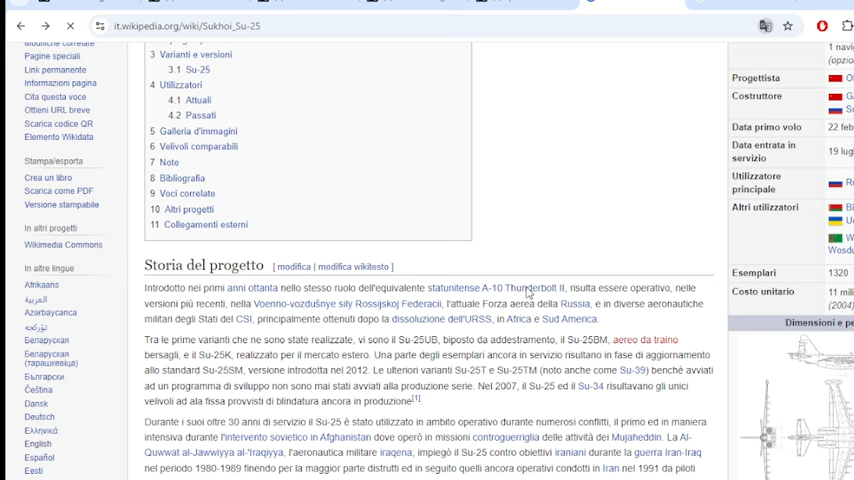 it.wikipedia.org/wiki/Sukhoi_Su-25
Modifiche correlate
Pagine speciali
Link permanente
Informazioni pagina
Cita questa voce
Ottieni URL breve
Scarica codice QR
Elemento Wikidata
Stampa/esporta
Crea un libro
Scarica come PDF
Versione stampabile
In altri progetti
Wikimedia Commons
In altre lingue
Afrikaans
العربية
Azərbaycanca
تۆرکجه
Беларуская
Беларуская
(тарашкевіца)
Български
Čeština
Dansk
Deutsch
Ελληνικά
English
Español
Eesti
3 Varianti e versioni
3.1 Su-25
4 Utilizzatori
4.1 Attuali
4.2 Passati
5 Galleria d'immagini
6 Velivoli comparabili
7 Note
8 Bibliografia
9 Voci correlate
10 Altri progetti
11 Collegamenti esterni
Storia del progetto [ modifica | modifica wikitesto ]
Introdotto nei primi anni ottanta nello stesso ruolo dell'equivalente statunitense A-10 Thunderbolt II, risulta essere operativo, nelle
versioni più recenti, nella Voenno-vozdušnye sily Rossijskoj Federacii, l'attuale Forza aerea della Russia, e in diverse aeronautiche
militari degli Stati del CSI, principalmente ottenuti dopo la dissoluzione dell'URSS, in Africa e Sud America.
Tra le prime varianti che ne sono state realizzate, vi sono il Su-25UB, biposto da addestramento, il Su-25BM, aereo da traino
bersagli, e il Su-25K, realizzato per il mercato estero. Una parte degli esemplari ancora in servizio risultano in fase di aggiornamento
allo standard Su-25SM, versione introdotta nel 2012. Le ulteriori varianti Su-25T e Su-25TM (noto anche come Su-39) benché avviati
ad un programma di sviluppo non sono mai stati avviati alla produzione serie. Nel 2007, il Su-25 ed il Su-34 risultavano gli unici
velivoli ad ala fissa provvisti di blindatura ancora in produzione[1].
Durante i suoi oltre 30 anni di servizio il Su-25 è stato utilizzato in ambito operativo durante numerosi conflitti, il primo ed in maniera
intensiva durante l'intervento sovietico in Afghanistan dove operò in missioni controguerriglia delle attività dei Mujaheddin. La Al-
Quwwat al-Jawwiyya al-'Iraqiyya, l'aeronautica militare iraqena, impiegò il Su-25 contro obiettivi iraniani durante la guerra Iran-Iraq
nel periodo 1980-1989 finendo per la maggior parte distrutti ed in seguito quelli ancora operativi condotti in Iran nel 1991 da piloti
1 navig
(opzio
Progettista
Costruttore
Data primo volo 22 feb
Data entrata in 19 lugl
servizio
Utilizzatore
principale
Altri utilizzatori
Wosdu
Esemplari 1320
Costo unitario 11 mili
(2004)
Dimensioni e pe